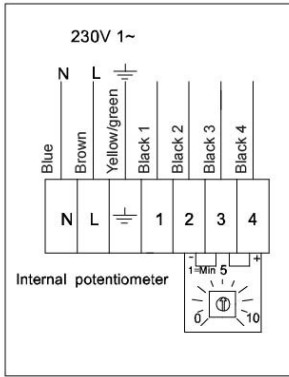 230V 1~
N L
Blue Brown Yellow/green Black 1 Black 2 Black 3 Black 4
N L 1 2 3 4
- +
1=Min 5
Internal potentiometer
0 10